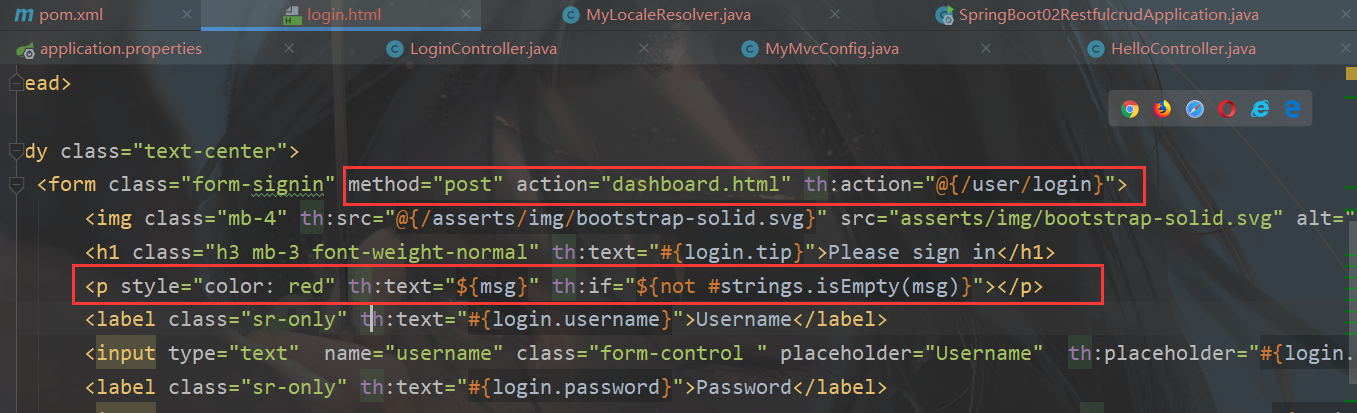 pom.xml login.html MyLocaleResolver.java SpringBoot02RestfulcrudApplication.java
application.properties LoginController.java MyMvcConfig.java HelloController.java
ead>
dy class="text-center">
<form class="form-signin" method="post" action="dashboard.html" th:action="@{/user/login}">
<img class="mb-4" th:src="@{/asserts/img/bootstrap-solid.svg}" src="asserts/img/bootstrap-solid.svg" alt="
<h1 class="h3 mb-3 font-weight-normal" th:text="#{login.tip}">Please sign in</h1>
<p style="color: red" th:text="${msg}" th:if="${not #strings.isEmpty(msg)}"></p>
<label class="sr-only" th:text="#{login.username}">Username</label>
<input type="text"  name="username" class="form-control " placeholder="Username"  th:placeholder="#{login.
<label class="sr-only" th:text="#{login.password}">Password</label>